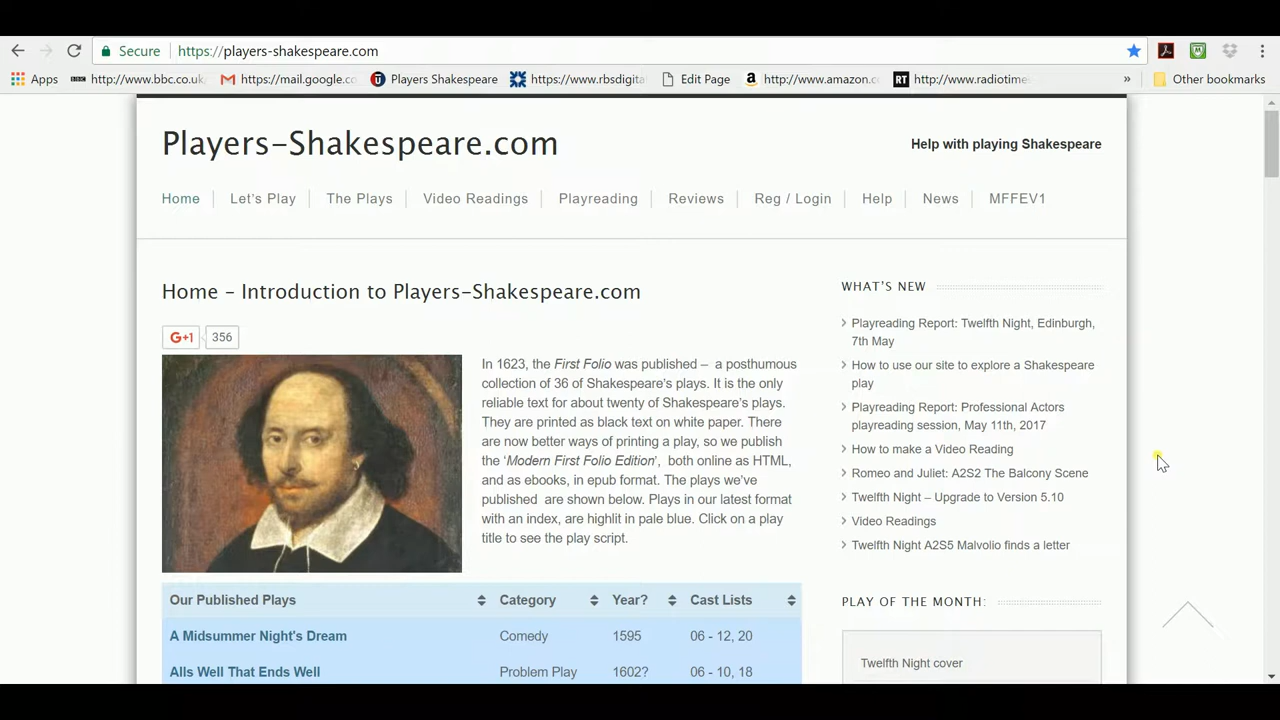 Secure https://players-shakespeare.com
Apps http://www.bbc.co.uk https://mail.google.co Players Shakespeare https://www.rbsdigita Edit Page http://www.amazon.c http://www.radiotime » Other bookmarks
Players-Shakespeare.com
Help with playing Shakespeare
Home Let's Play The Plays Video Readings Playreading Reviews Reg / Login Help News MFFEV1
Home – Introduction to Players-Shakespeare.com
G+1 356
In 1623, the First Folio was published – a posthumous
collection of 36 of Shakespeare's plays. It is the only
reliable text for about twenty of Shakespeare's plays.
They are printed as black text on white paper. There
are now better ways of printing a play, so we publish
the 'Modern First Folio Edition', both online as HTML,
and as ebooks, in epub format. The plays we've
published are shown below. Plays in our latest format
with an index, are highlit in pale blue. Click on a play
title to see the play script.
Our Published Plays Category Year? Cast Lists
A Midsummer Night's Dream Comedy 1595 06 - 12, 20
Alls Well That Ends Well Problem Play 1602? 06 - 10, 18
WHAT'S NEW
Playreading Report: Twelfth Night, Edinburgh,
7th May
How to use our site to explore a Shakespeare
play
Playreading Report: Professional Actors
playreading session, May 11th, 2017
How to make a Video Reading
Romeo and Juliet: A2S2 The Balcony Scene
Twelfth Night – Upgrade to Version 5.10
Video Readings
Twelfth Night A2S5 Malvolio finds a letter
PLAY OF THE MONTH:
Twelfth Night cover